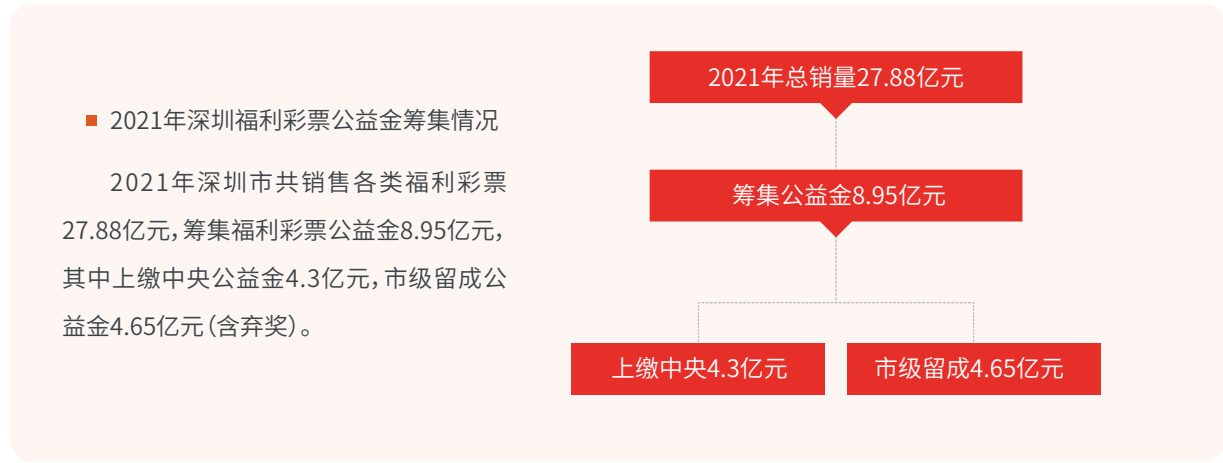 2021年深圳福利彩票公益金筹集情况
2021年深圳市共销售各类福利彩票
27.88亿元，筹集福利彩票公益金8.95亿元，
其中上缴中央公益金4.3亿元，市级留成公
益金4.65亿元（含弃奖）。
2021年总销量27.88亿元
筹集公益金8.95亿元
上缴中央4.3亿元
市级留成4.65亿元